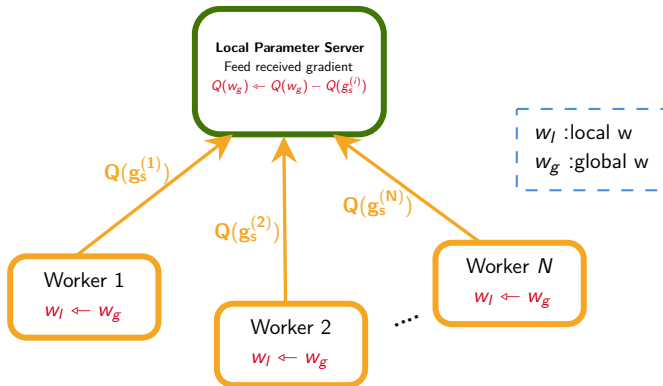 Local Parameter Server
Feed received gradient
Q(w_g) ← Q(w_g) − Q(g_s^{(i)})
w_l :local w
w_g :global w
Q(g_s^{(1)})
Q(g_s^{(2)})
Q(g_s^{(N)})
Worker 1
w_l ← w_g
Worker 2
w_l ← w_g
....
Worker N
w_l ← w_g